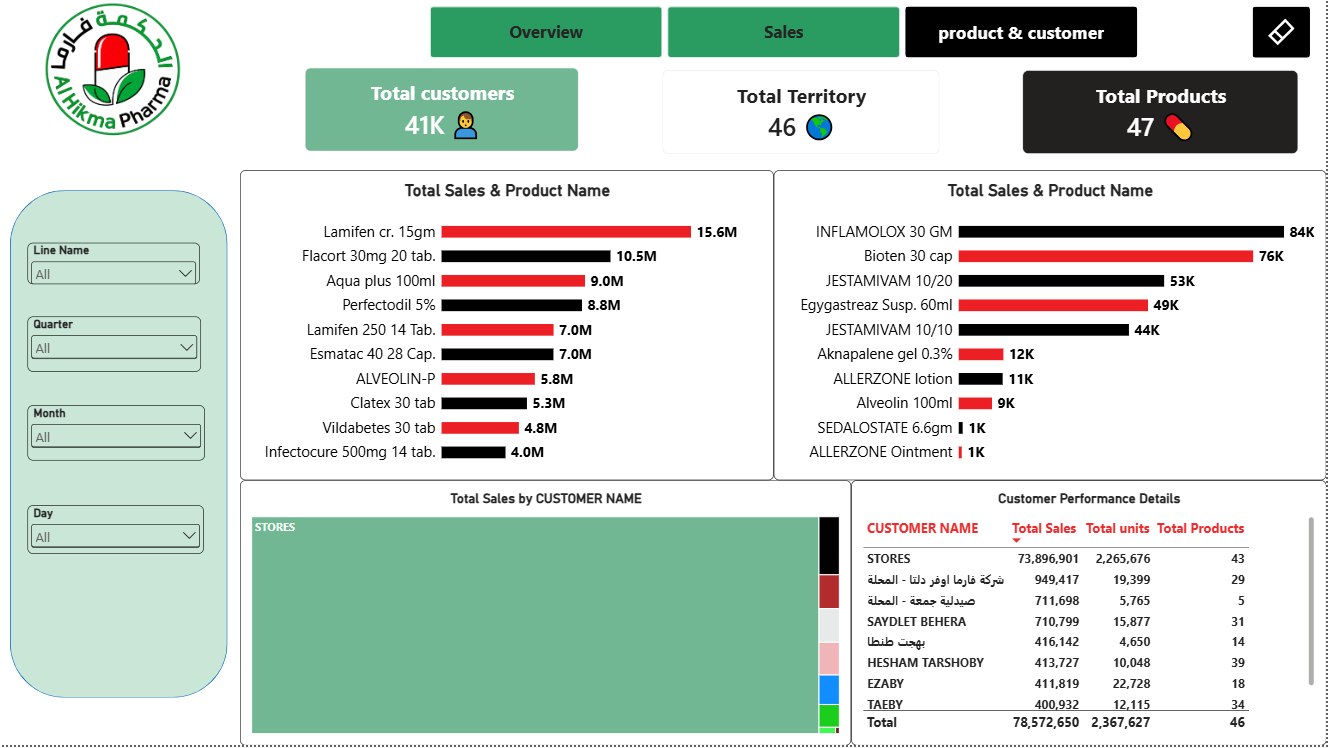 الحكمة فارما
Al Hikma Pharma
Overview
Sales
product & customer
Total customers
41K
Total Territory
46
Total Products
47
Line Name
All
Quarter
All
Month
All
Day
All
Total Sales & Product Name
Lamifen cr. 15gm 15.6M
Flacort 30mg 20 tab. 10.5M
Aqua plus 100ml 9.0M
Perfectodil 5% 8.8M
Lamifen 250 14 Tab. 7.0M
Esmatac 40 28 Cap. 7.0M
ALVEOLIN-P 5.8M
Clatex 30 tab 5.3M
Vildabetes 30 tab 4.8M
Infectocure 500mg 14 tab. 4.0M
Total Sales & Product Name
INFLAMOLOX 30 GM 84K
Bioten 30 cap 76K
JESTAMIVAM 10/20 53K
Egygastreaz Susp. 60ml 49K
JESTAMIVAM 10/10 44K
Aknapalene gel 0.3% 12K
ALLERZONE lotion 11K
Alveolin 100ml 9K
SEDALOSTATE 6.6gm 1K
ALLERZONE Ointment 1K
Total Sales by CUSTOMER NAME
STORES
Customer Performance Details
CUSTOMER NAME Total Sales Total units Total Products
STORES 73,896,901 2,265,676 43
شركة فارما اوفر دلتا - المحلة 949,417 19,399 29
صيدلية جمعة - المحلة 711,698 5,765 5
SAYDLET BEHERA 710,799 15,877 31
بهجت طنطا 416,142 4,650 14
HESHAM TARSHOBY 413,727 10,048 39
EZABY 411,819 22,728 18
TAEBY 400,932 12,115 34
Total 78,572,650 2,367,627 46